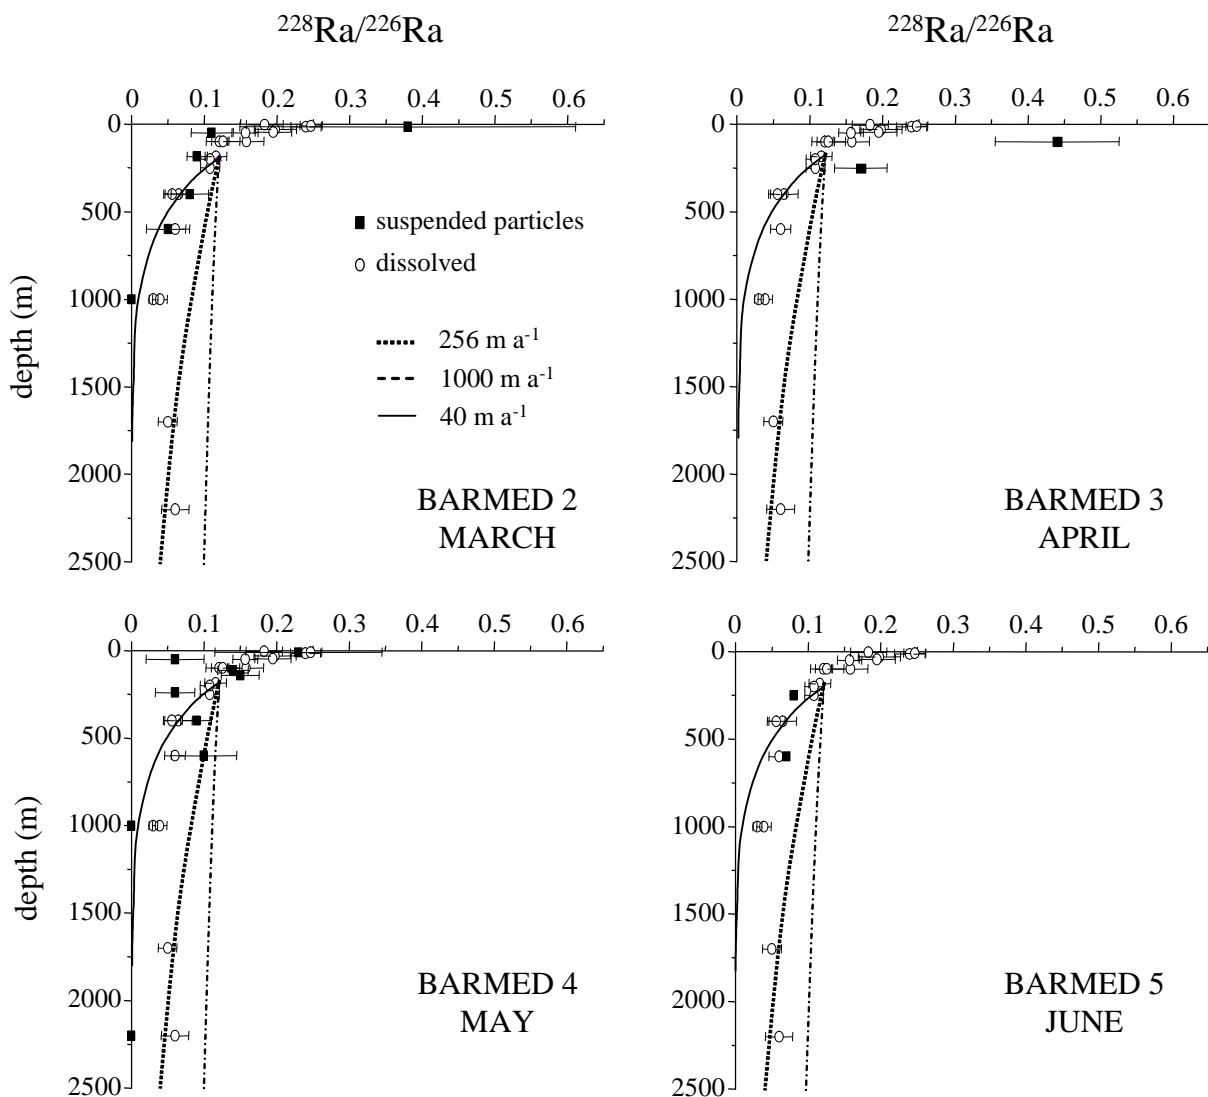 ²²⁸Ra/²²⁶Ra
0 0.1 0.2 0.3 0.4 0.5 0.6
0
500
1000
1500
2000
2500
depth (m)
suspended particles
dissolved
256 m a⁻¹
1000 m a⁻¹
40 m a⁻¹
BARMED 2
MARCH
²²⁸Ra/²²⁶Ra
0 0.1 0.2 0.3 0.4 0.5 0.6
0
500
1000
1500
2000
2500
BARMED 3
APRIL
0 0.1 0.2 0.3 0.4 0.5 0.6
0
500
1000
1500
2000
2500
depth (m)
BARMED 4
MAY
0 0.1 0.2 0.3 0.4 0.5 0.6
0
500
1000
1500
2000
2500
BARMED 5
JUNE